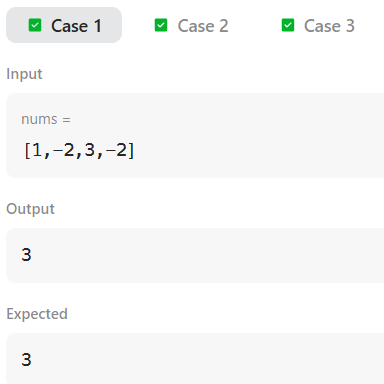 Case 1 Case 2 Case 3
Input
nums =
[1,-2,3,-2]
Output
3
Expected
3